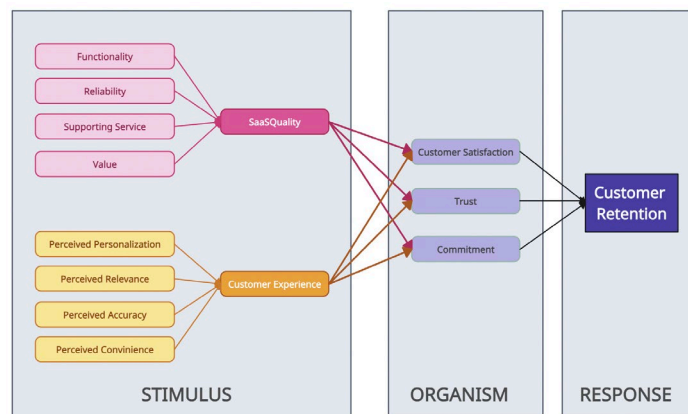 Functionality
Reliability
Supporting Service
Value
SaaSQuality
Perceived Personalization
Perceived Relevance
Perceived Accuracy
Perceived Convinience
Customer Experience
STIMULUS
Customer Satisfaction
Trust
Commitment
ORGANISM
Customer
Retention
RESPONSE